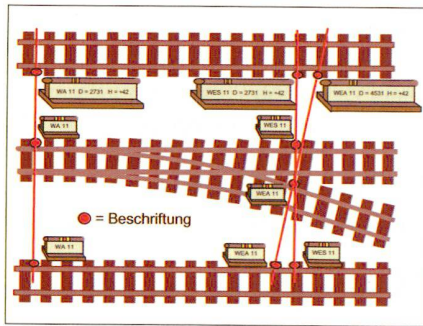 WA 11 D = 2731 H = +42
WES 11 D = 2731 H = +42
WEA 11 D = 4531 H = +42
WA 11
WES 11
WEA 11
= Beschriftung
WA 11
WEA 11
WES 11